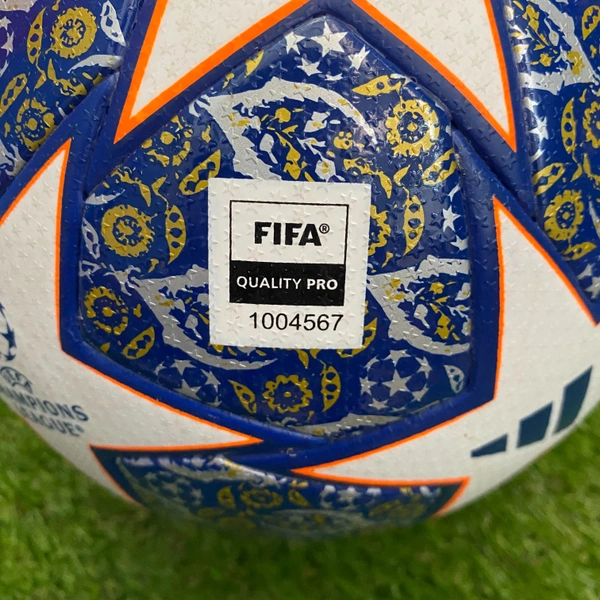 FIFA®
QUALITY PRO
1004567
CHAMPIONS
LEAGUE®